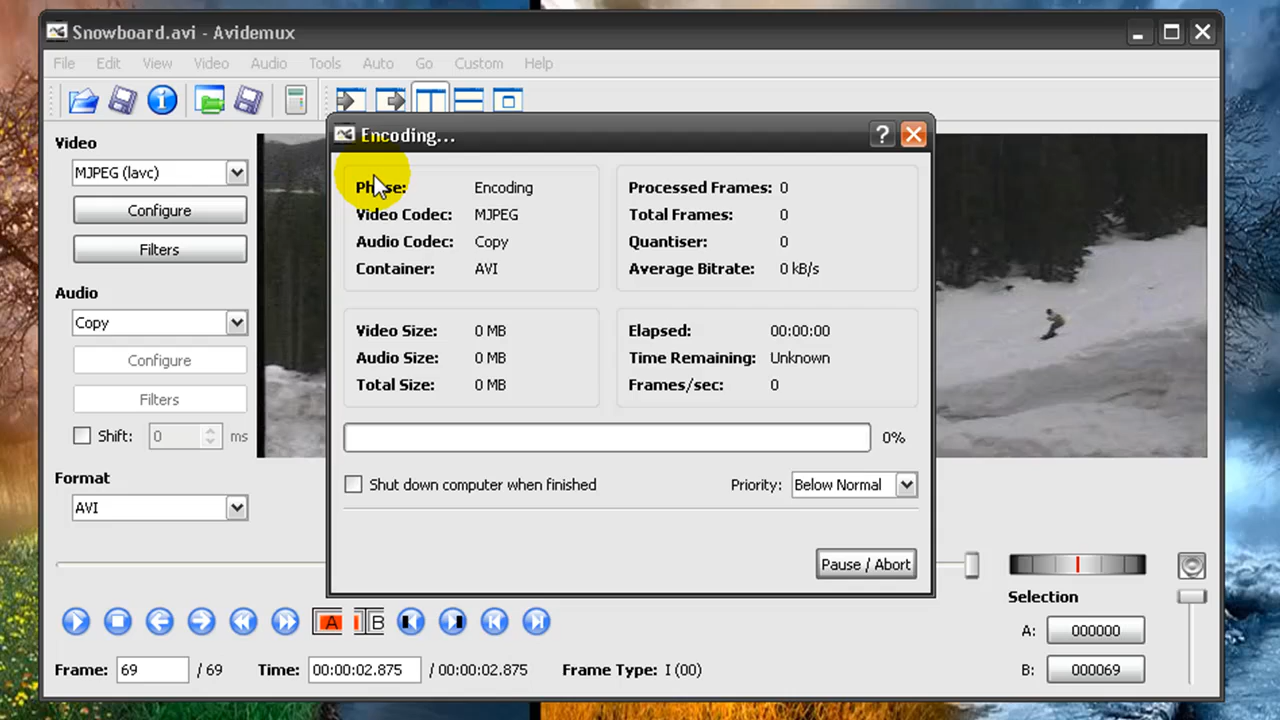 Snowboard.avi - Avidemux
File Edit View Video Audio Tools Auto Go Custom Help
Video
MJPEG (lavc)
Configure
Filters
Audio
Copy
Configure
Filters
Shift: 0 ms
Format
AVI
Encoding...
?
Phase: Encoding
Video Codec: MJPEG
Audio Codec: Copy
Container: AVI
Processed Frames: 0
Total Frames: 0
Quantiser: 0
Average Bitrate: 0 kB/s
Video Size: 0 MB
Audio Size: 0 MB
Total Size: 0 MB
Elapsed: 00:00:00
Time Remaining: Unknown
Frames/sec: 0
0%
Shut down computer when finished
Priority: Below Normal
Pause / Abort
A B
Selection
A: 000000
B: 000069
Frame: 69 / 69 Time: 00:00:02.875 / 00:00:02.875 Frame Type: I (00)